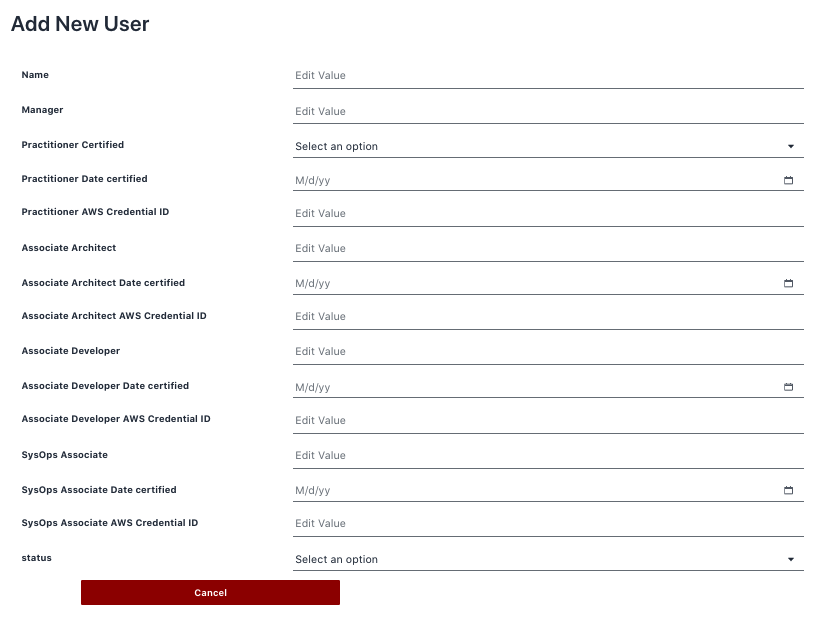 Add New User
Name Edit Value
Manager Edit Value
Practitioner Certified Select an option
Practitioner Date certified M/d/yy
Practitioner AWS Credential ID Edit Value
Associate Architect Edit Value
Associate Architect Date certified M/d/yy
Associate Architect AWS Credential ID Edit Value
Associate Developer Edit Value
Associate Developer Date certified M/d/yy
Associate Developer AWS Credential ID Edit Value
SysOps Associate Edit Value
SysOps Associate Date certified M/d/yy
SysOps Associate AWS Credential ID Edit Value
status Select an option
Cancel